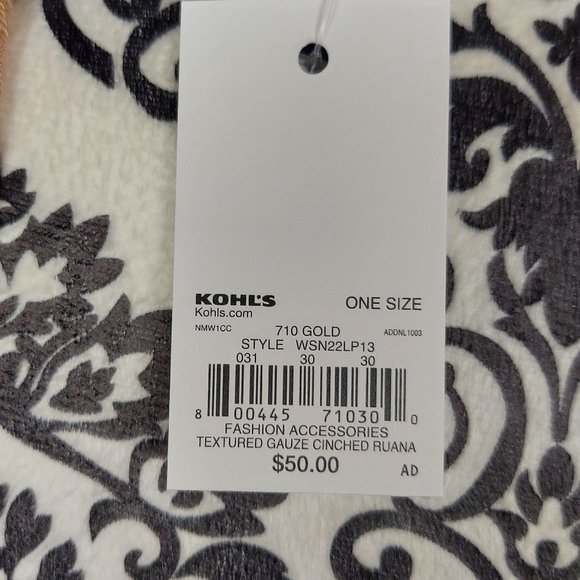 KOHL'S ONE SIZE
Kohls.com
NMW1CC 710 GOLD ADDNL1003
STYLE WSN22LP13
031 30 30
8 00445 71030 0
FASHION ACCESSORIES
TEXTURED GAUZE CINCHED RUANA
$50.00 AD